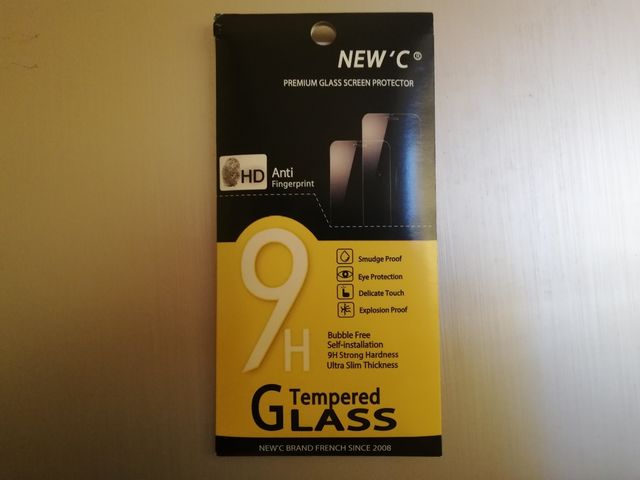 NEW'C ®
PREMIUM GLASS SCREEN PROTECTOR
HD
Anti
Fingerprint
9H
Smudge Proof
Eye Protection
Delicate Touch
Explosion Proof
Bubble Free
Self-installation
9H Strong Hardness
Ultra Slim Thickness
Tempered
GLASS
NEW'C BRAND FRENCH SINCE 2008